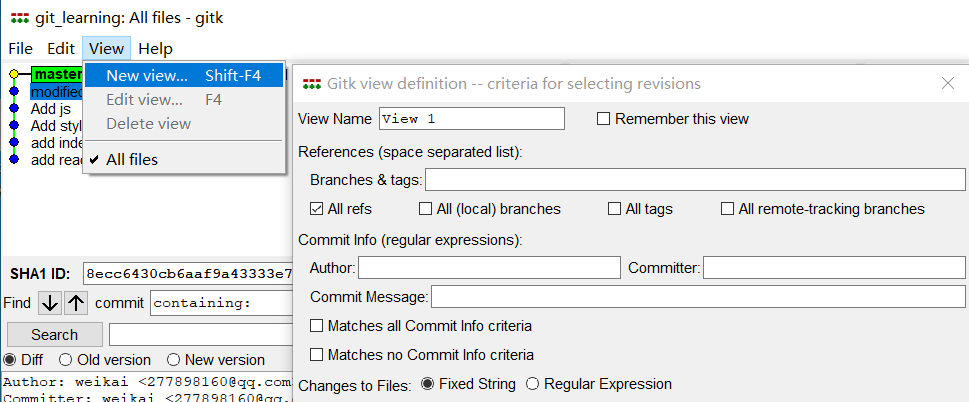 git_learning: All files - gitk
File Edit View Help
New view... Shift-F4
Edit view... F4
Delete view
All files
master
modified
Add js
Add styl
add inde
add read
SHA1 ID: 8ecc6430cb6aaf9a43333e7
Find commit containing:
Search
Diff Old version New version
Author: weikai <277898160@qq.com
Committer: weikai <277898160@qq.co
Gitk view definition -- criteria for selecting revisions
View Name View 1 Remember this view
References (space separated list):
Branches & tags:
All refs All (local) branches All tags All remote-tracking branches
Commit Info (regular expressions):
Author: Committer:
Commit Message:
Matches all Commit Info criteria
Matches no Commit Info criteria
Changes to Files: Fixed String Regular Expression